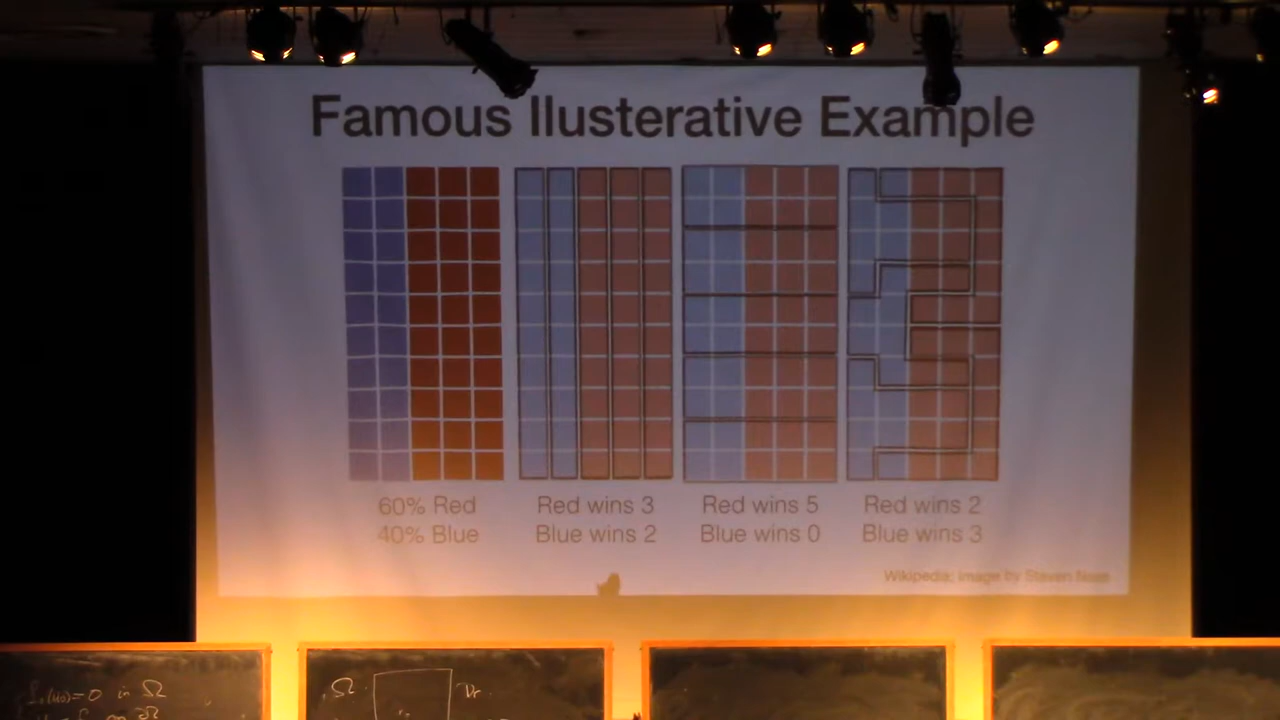 Famous Ilusterative Example
60% Red
40% Blue
Red wins 3
Blue wins 2
Red wins 5
Blue wins 0
Red wins 2
Blue wins 3
Wikipedia: image by Steven Nass
in Ω
Ω